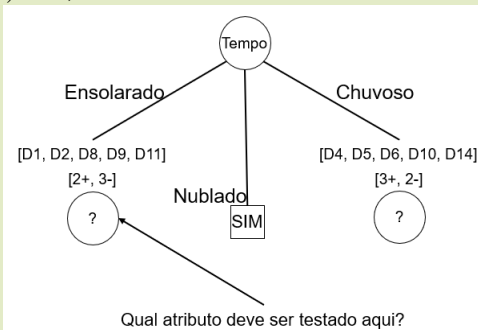 Tempo
Ensolarado
Chuvoso
[D1, D2, D8, D9, D11]
[D4, D5, D6, D10, D14]
[2+, 3-]
[3+, 2-]
Nublado
?
SIM
?
Qual atributo deve ser testado aqui?